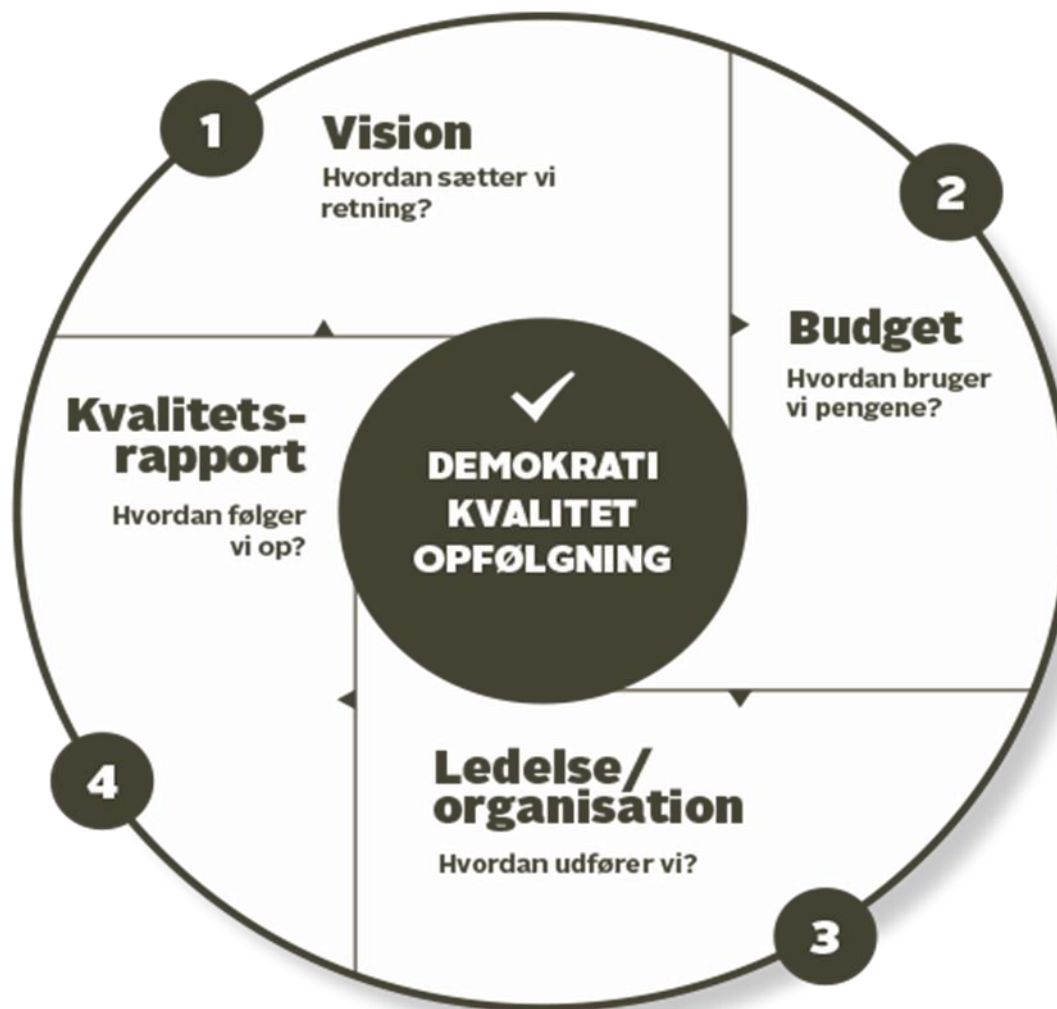 1
Vision
Hvordan sætter vi
retning?
2
Budget
Hvordan bruger
vi pengene?
Kvalitets-
rapport
Hvordan følger
vi op?
DEMOKRATI
KVALITET
OPFØLGNING
4
Ledelse/
organisation
Hvordan udfører vi?
3